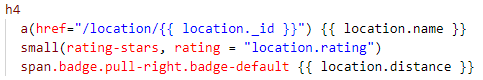 h4
  a(href="/location/{{ location._id }}") {{ location.name }}
  small(rating-stars, rating = "location.rating")
  span.badge.pull-right.badge-default {{ location.distance }}